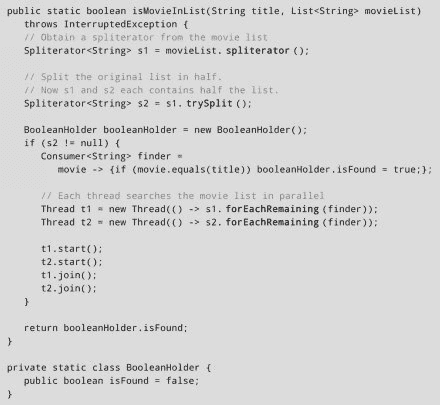 public static boolean isMovieInList(String title, List<String> movieList)
throws InterruptedException {
// Obtain a spliterator from the movie list
Spliterator<String> s1 = movieList. spliterator ();
// Split the original list in half.
// Now s1 and s2 each contains half the list.
Spliterator<String> s2 = s1. trySplit ();
BooleanHolder booleanHolder = new BooleanHolder();
if (s2 != null) {
Consumer<String> finder =
movie -> {if (movie.equals(title)) booleanHolder.isFound = true;};
// Each thread searches the movie list in parallel
Thread t1 = new Thread(() -> s1. forEachRemaining (finder));
Thread t2 = new Thread(() -> s2. forEachRemaining (finder));
t1.start();
t2.start();
t1.join();
t2.join();
}
return booleanHolder.isFound;
}
private static class BooleanHolder {
public boolean isFound = false;
}